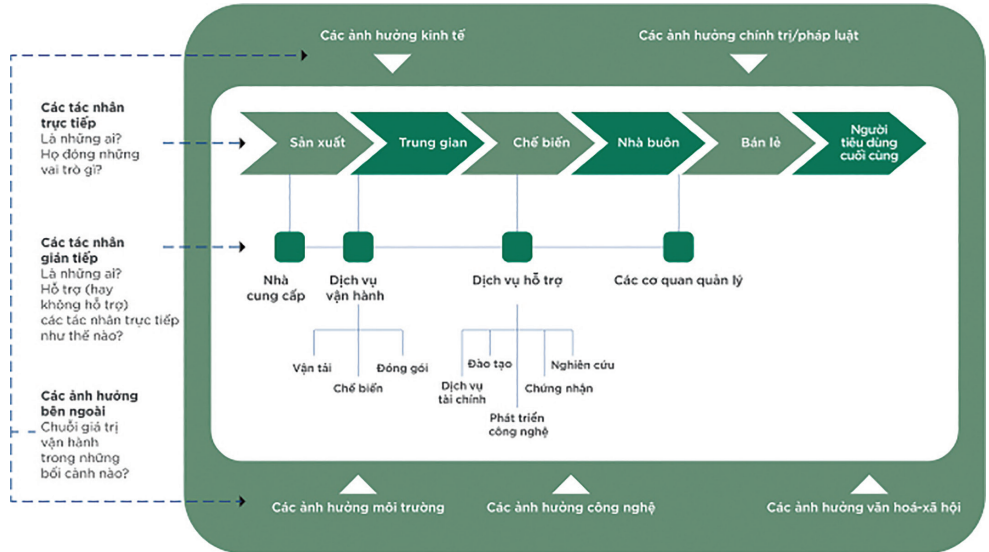 Các ảnh hưởng kinh tế
Các ảnh hưởng chính trị/pháp luật
Các tác nhân
trực tiếp
Là những ai?
Họ đóng những
vai trò gì?
Sản xuất
Trung gian
Chế biến
Nhà buôn
Bán lẻ
Người
tiêu dùng
cuối cùng
Các tác nhân
gián tiếp
Là những ai?
Hỗ trợ (hay
không hỗ trợ)
các tác nhân trực tiếp
như thế nào?
Nhà
cung cấp
Dịch vụ
vận hành
Dịch vụ hỗ trợ
Các cơ quan quản lý
Vận tải
Chế biến
Đóng gói
Dịch vụ
tài chính
Đào tạo
Phát triển
công nghệ
Chứng nhận
Nghiên cứu
Các ảnh hưởng
bên ngoài
Chuỗi giá trị
vận hành
trong những
bối cảnh nào?
Các ảnh hưởng môi trường
Các ảnh hưởng công nghệ
Các ảnh hưởng văn hoá-xã hội